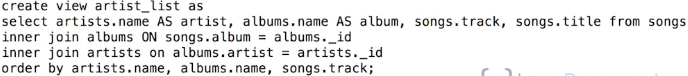 create view artist_list as
select artists.name AS artist, albums.name AS album, songs.track, songs.title from songs
inner join albums ON songs.album = albums._id
inner join artists on albums.artist = artists._id
order by artists.name, albums.name, songs.track;